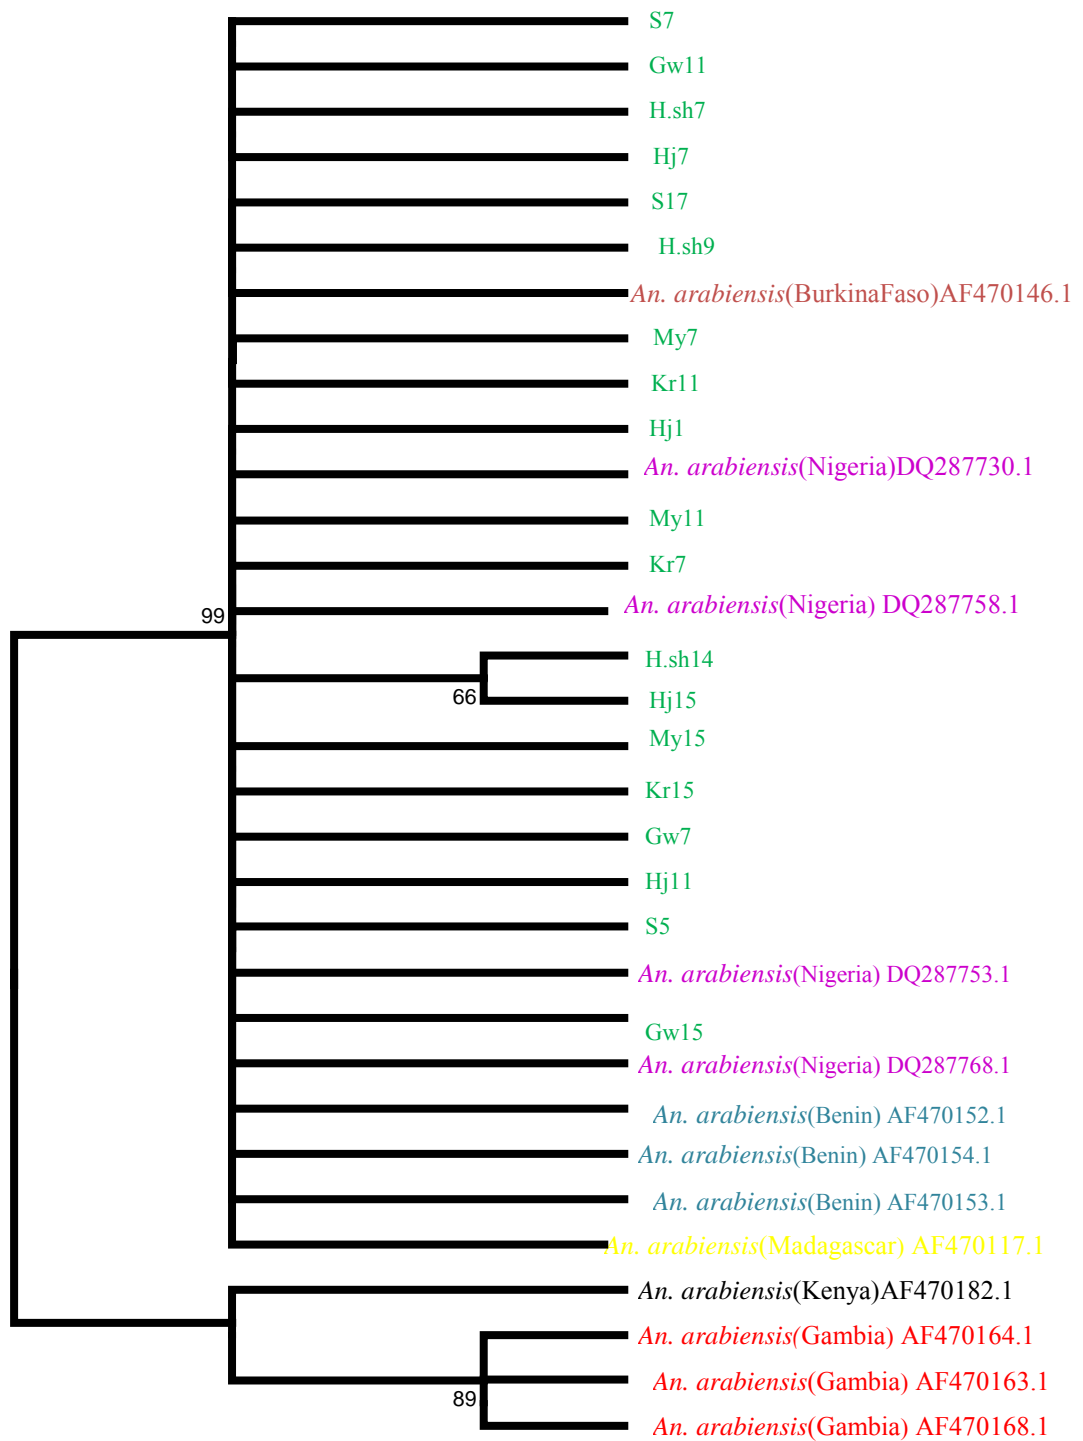 S7
Gw11
H.sh7
Hj7
S17
H.sh9
An. arabiensis(BurkinaFaso)AF470146.1
My7
Kr11
Hj1
An. arabiensis(Nigeria)DQ287730.1
My11
Kr7
An. arabiensis(Nigeria) DQ287758.1
99
H.sh14
66
Hj15
My15
Kr15
Gw7
Hj11
S5
An. arabiensis(Nigeria) DQ287753.1
Gw15
An. arabiensis(Nigeria) DQ287768.1
An. arabiensis(Benin) AF470152.1
An. arabiensis(Benin) AF470154.1
An. arabiensis(Benin) AF470153.1
An. arabiensis(Madagascar) AF470117.1
An. arabiensis(Kenya)AF470182.1
An. arabiensis(Gambia) AF470164.1
An. arabiensis(Gambia) AF470163.1
89
An. arabiensis(Gambia) AF470168.1